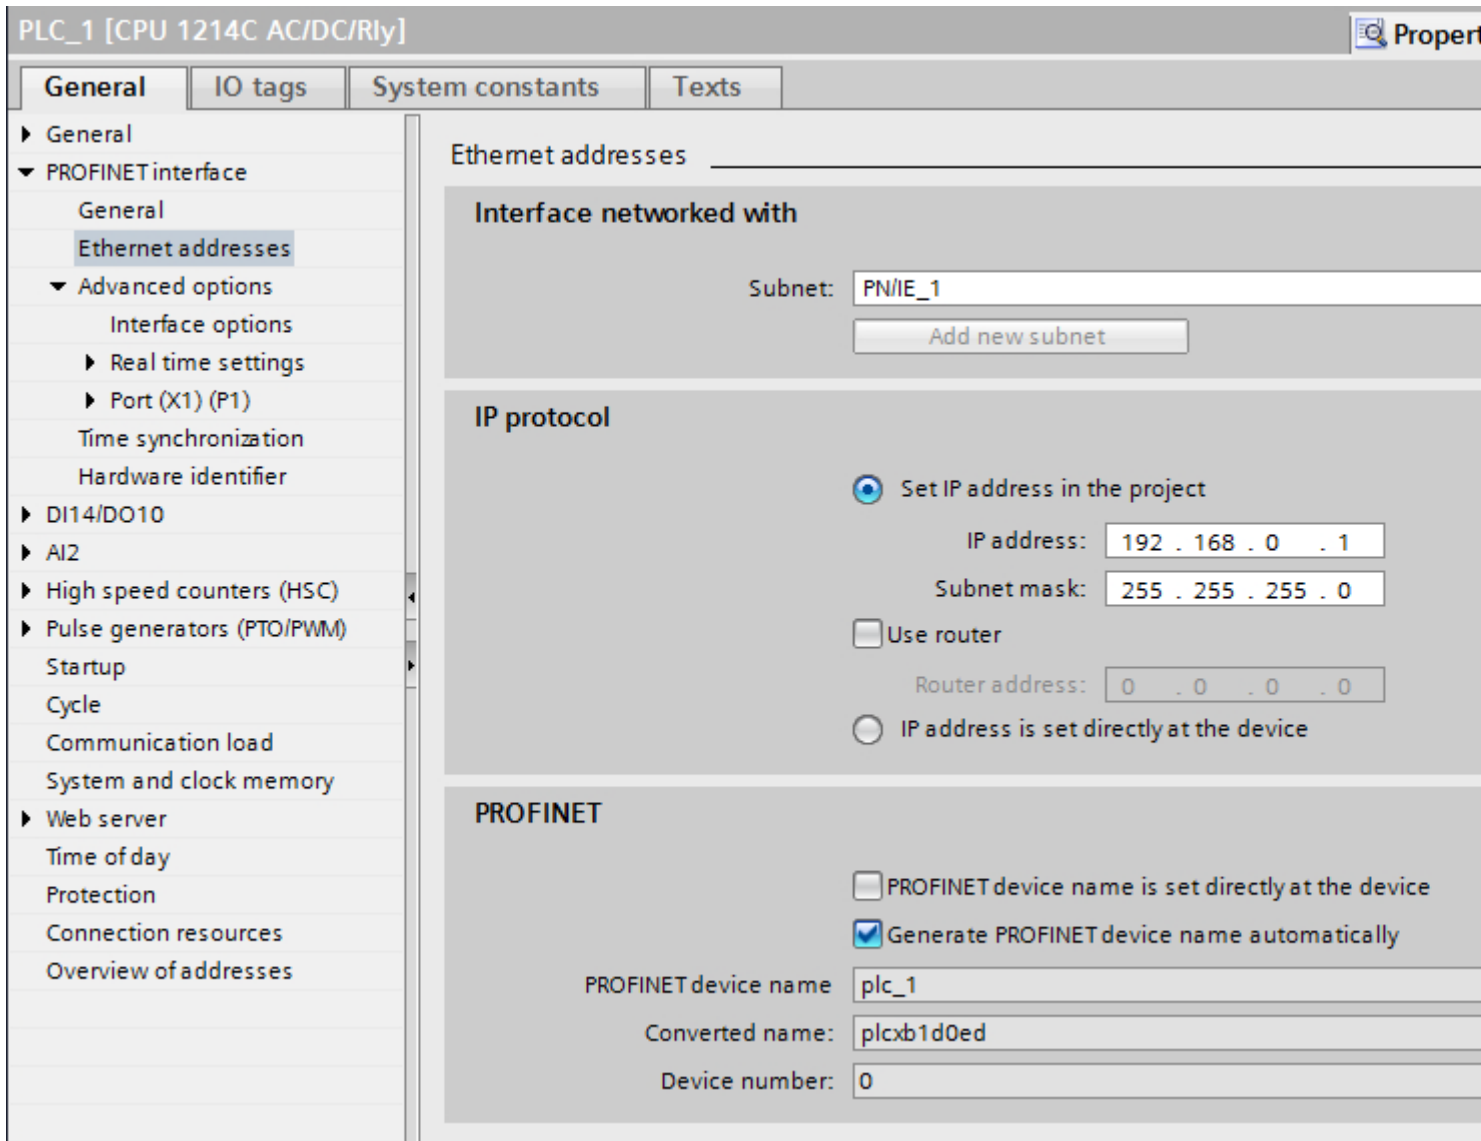 PLC_1 [CPU 1214C AC/DC/Rly]
Propert
General IO tags System constants Texts
General
PROFINET interface
General
Ethernet addresses
Advanced options
Interface options
Real time settings
Port (X1) (P1)
Time synchronization
Hardware identifier
DI14/DO10
AI2
High speed counters (HSC)
Pulse generators (PTO/PWM)
Startup
Cycle
Communication load
System and clock memory
Web server
Time of day
Protection
Connection resources
Overview of addresses
Ethernet addresses
Interface networked with
Subnet: PN/IE_1
Add new subnet
IP protocol
Set IP address in the project
IP address: 192 . 168 . 0 . 1
Subnet mask: 255 . 255 . 255 . 0
Use router
Router address: 0 . 0 . 0 . 0
IP address is set directly at the device
PROFINET
PROFINET device name is set directly at the device
Generate PROFINET device name automatically
PROFINET device name plc_1
Converted name: plcxb1d0ed
Device number: 0